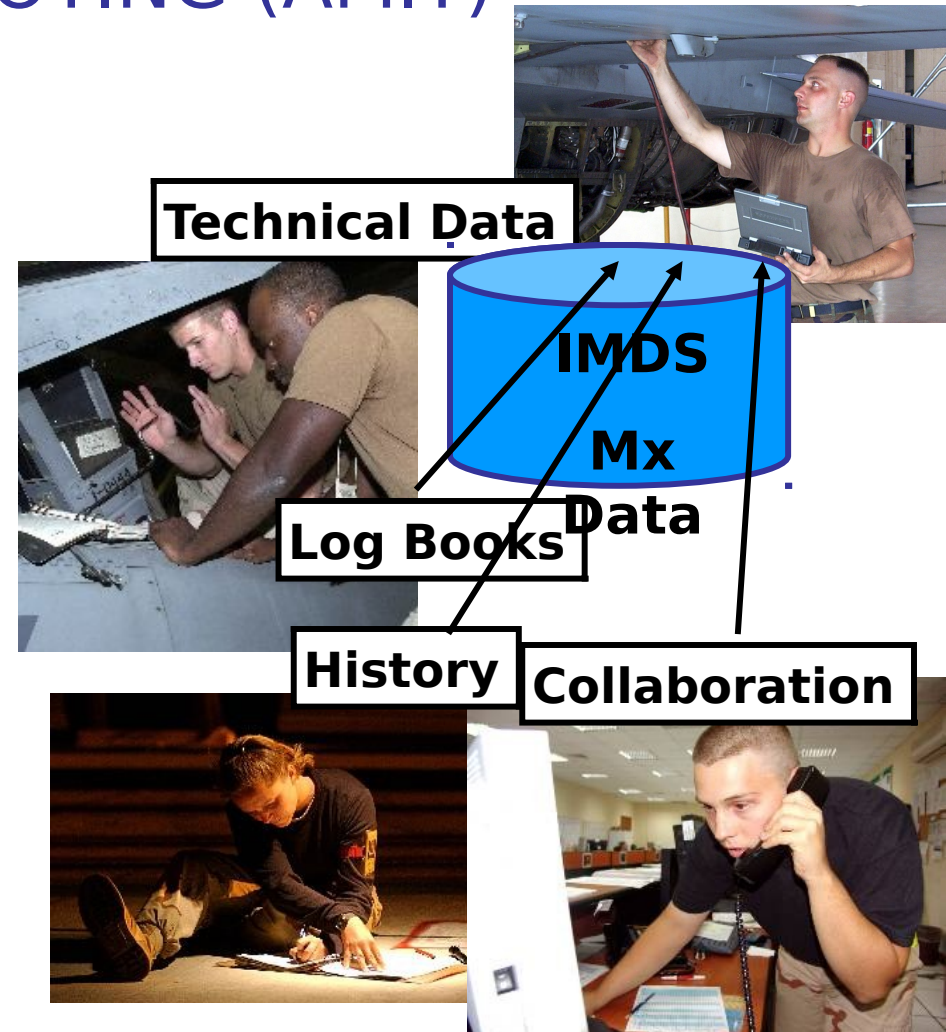 Technical Data
IMDS
Mx
Data
Log Books
History
Collaboration